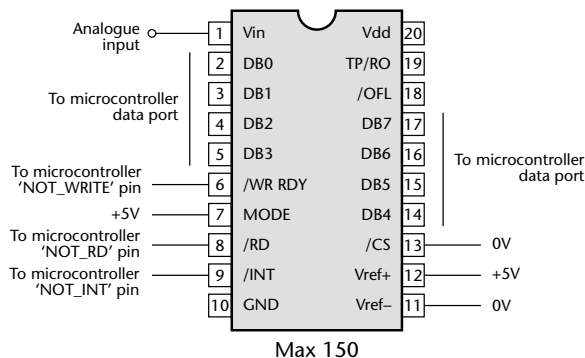 Analogue
input
1 Vin Vdd 20
2 DB0 TP/RO 19
3 DB1 /OFL 18
4 DB2 DB7 17
5 DB3 DB6 16
6 /WR RDY DB5 15
7 MODE DB4 14
8 /RD /CS 13
9 /INT Vref+ 12
10 GND Vref– 11
To microcontroller
data port
To microcontroller
‘NOT_WRITE’ pin
+5V
To microcontroller
‘NOT_RD’ pin
To microcontroller
‘NOT_INT’ pin
To microcontroller
data port
0V
+5V
0V
Max 150